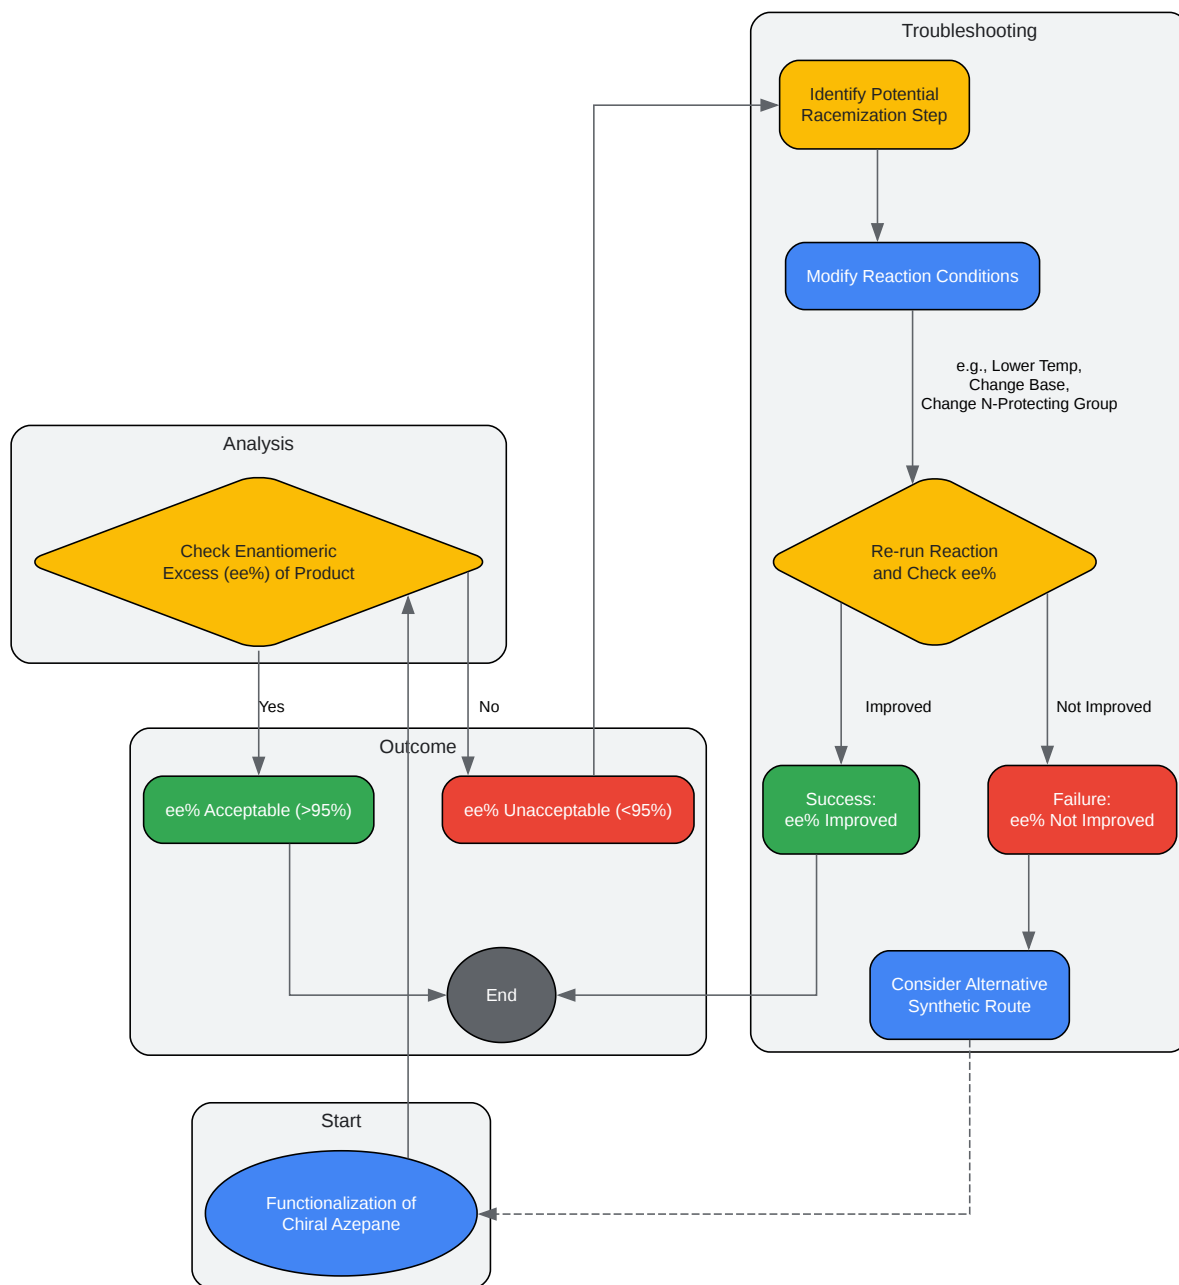 Troubleshooting
Identify Potential
Racemization Step
Modify Reaction Conditions
e.g., Lower Temp,
Change Base,
Change N-Protecting Group
Analysis
Check Enantiomeric
Excess (ee%) of Product
Re-run Reaction
and Check ee%
Yes
No
Improved
Not Improved
Outcome
ee% Acceptable (>95%)
ee% Unacceptable (<95%)
Success:
ee% Improved
Failure:
ee% Not Improved
End
Consider Alternative
Synthetic Route
Start
Functionalization of
Chiral Azepane